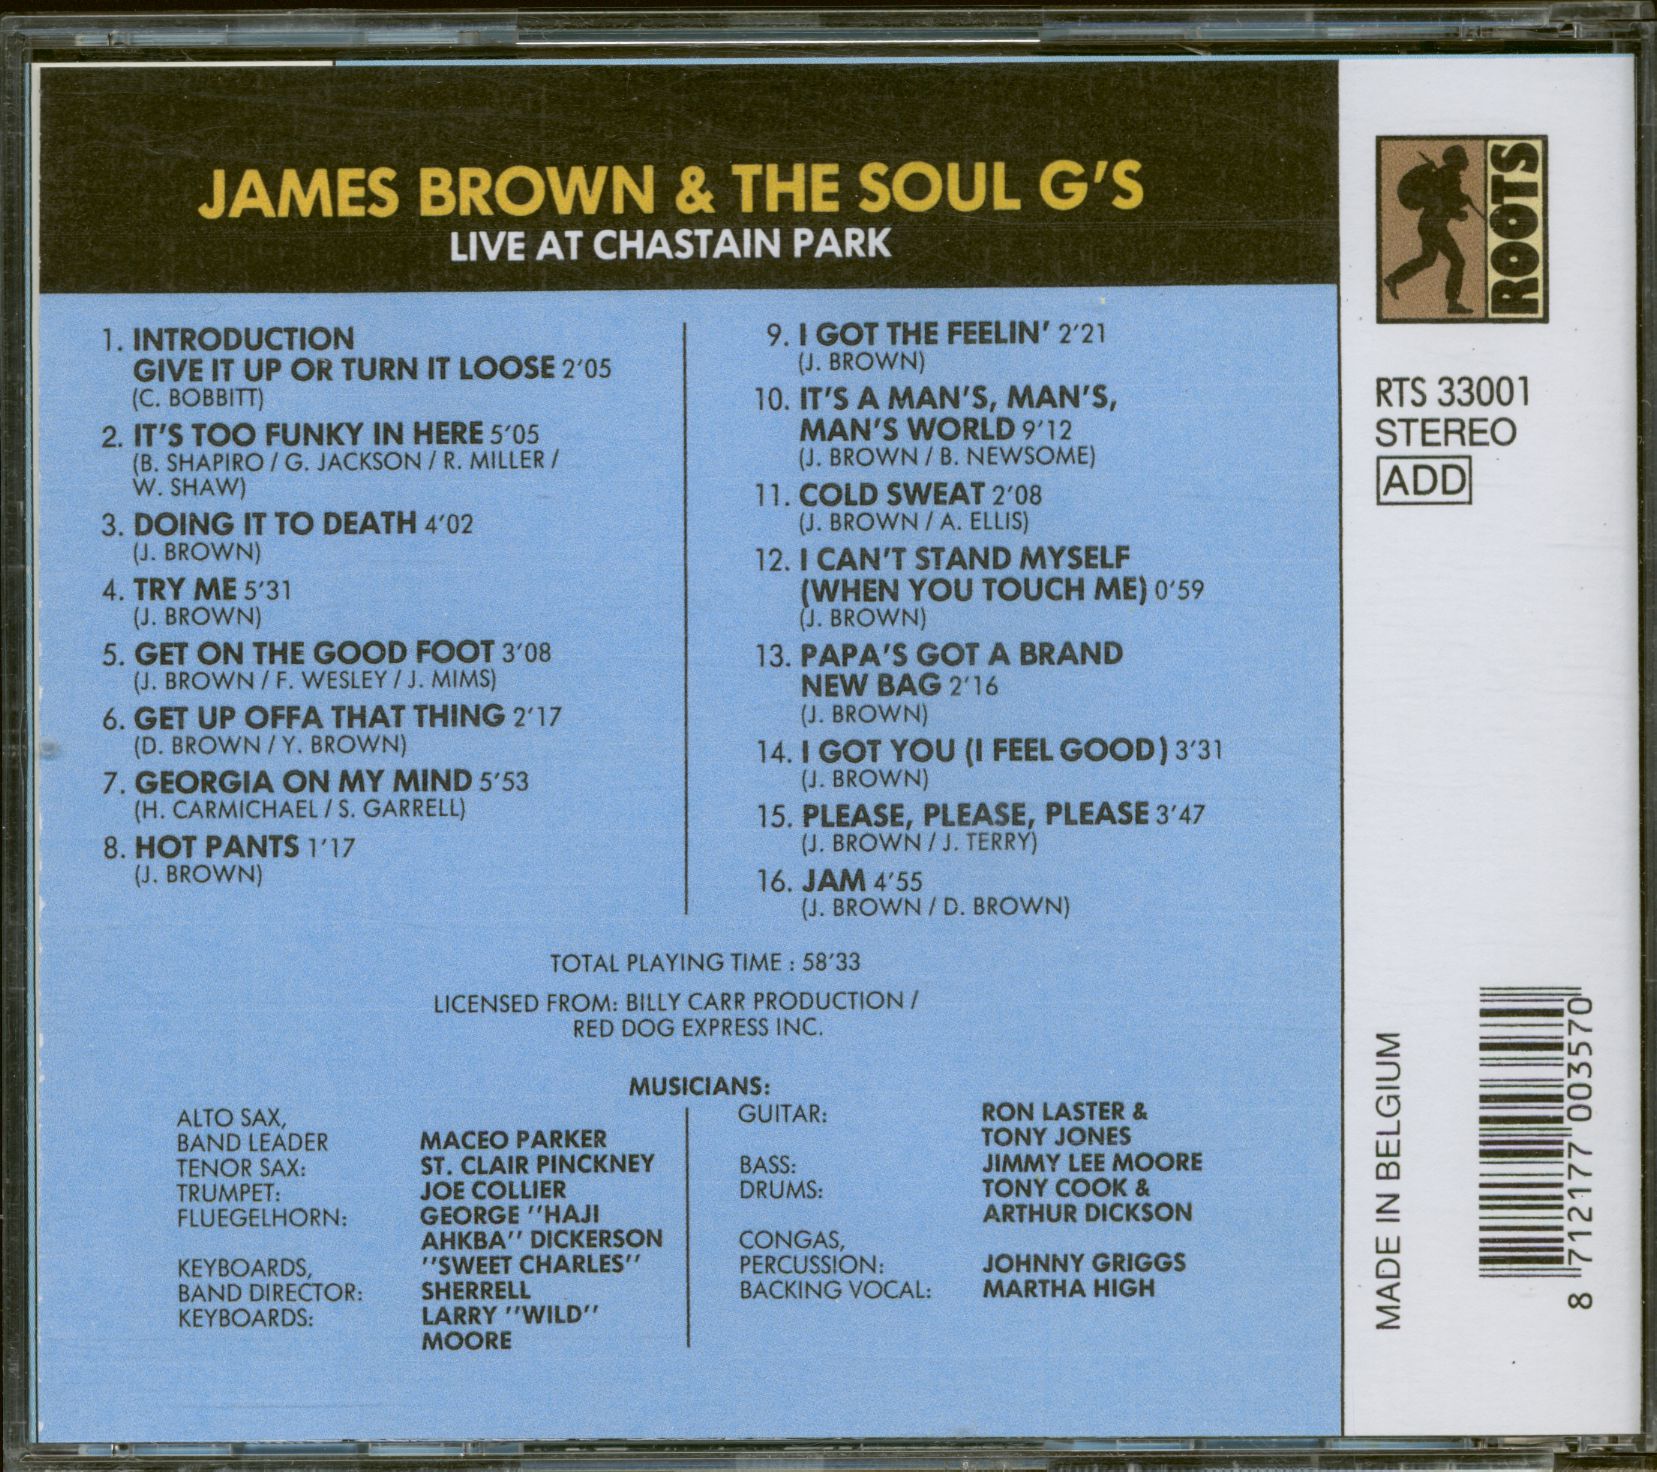 JAMES BROWN & THE SOUL G'S
LIVE AT CHASTAIN PARK
1. INTRODUCTION
GIVE IT UP OR TURN IT LOOSE 2'05
(C. BOBBITT)
2. IT'S TOO FUNKY IN HERE 5'05
(B. SHAPIRO / G. JACKSON / R. MILLER /
W. SHAW)
3. DOING IT TO DEATH 4'02
(J. BROWN)
4. TRY ME 5'31
(J. BROWN)
5. GET ON THE GOOD FOOT 3'08
(J. BROWN / F. WESLEY / J. MIMS)
6. GET UP OFFA THAT THING 2'17
(D. BROWN / Y. BROWN)
7. GEORGIA ON MY MIND 5'53
(H. CARMICHAEL / S. GARRELL)
8. HOT PANTS 1'17
(J. BROWN)
9. I GOT THE FEELIN' 2'21
(J. BROWN)
10. IT'S A MAN'S, MAN'S,
MAN'S WORLD 9'12
(J. BROWN / B. NEWSOME)
11. COLD SWEAT 2'08
(J. BROWN / A. ELLIS)
12. I CAN'T STAND MYSELF
(WHEN YOU TOUCH ME) 0'59
(J. BROWN)
13. PAPA'S GOT A BRAND
NEW BAG 2'16
(J. BROWN)
14. I GOT YOU (I FEEL GOOD) 3'31
(J. BROWN)
15. PLEASE, PLEASE, PLEASE 3'47
(J. BROWN / J. TERRY)
16. JAM 4'55
(J. BROWN / D. BROWN)
TOTAL PLAYING TIME : 58'33
LICENSED FROM: BILLY CARR PRODUCTION /
RED DOG EXPRESS INC.
MUSICIANS:
ALTO SAX,
BAND LEADER MACEO PARKER
TENOR SAX: ST. CLAIR PINCKNEY
TRUMPET: JOE COLLIER
FLUEGELHORN: GEORGE ''HAJI
AHKBA'' DICKERSON
KEYBOARDS, ''SWEET CHARLES''
BAND DIRECTOR: SHERRELL
KEYBOARDS: LARRY ''WILD''
MOORE
GUITAR: RON LASTER &
TONY JONES
BASS: JIMMY LEE MOORE
DRUMS: TONY COOK &
ARTHUR DICKSON
CONGAS,
PERCUSSION: JOHNNY GRIGGS
BACKING VOCAL: MARTHA HIGH
ROOTS
RTS 33001
STEREO
ADD
MADE IN BELGIUM
8 712177 003570